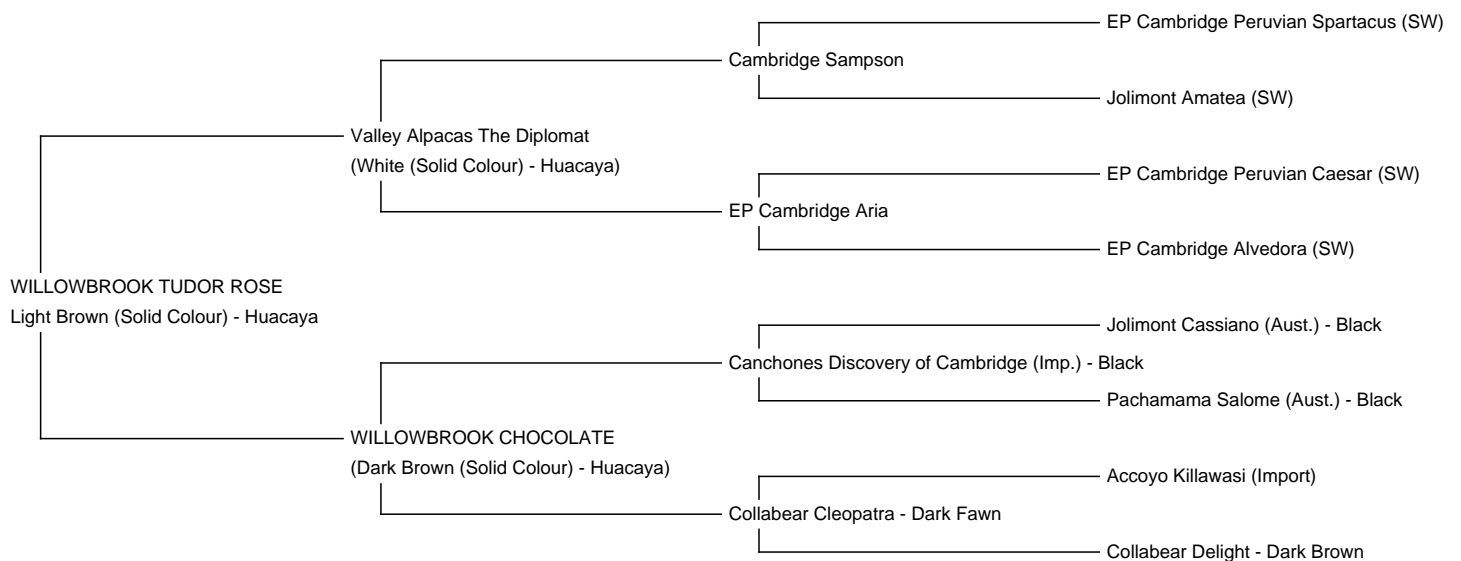 EP Cambridge Peruvian Spartacus (SW)
Cambridge Sampson
Jolimont Amatea (SW)
Valley Alpacas The Diplomat
(White (Solid Colour) - Huacaya)
EP Cambridge Peruvian Caesar (SW)
EP Cambridge Aria
EP Cambridge Alvedora (SW)
WILLOWBROOK TUDOR ROSE
Light Brown (Solid Colour) - Huacaya
Jolimont Cassiano (Aust.) - Black
Canchones Discovery of Cambridge (Imp.) - Black
Pachamama Salome (Aust.) - Black
WILLOWBROOK CHOCOLATE
(Dark Brown (Solid Colour) - Huacaya)
Accoyo Killawasi (Import)
Collabear Cleopatra - Dark Fawn
Collabear Delight - Dark Brown